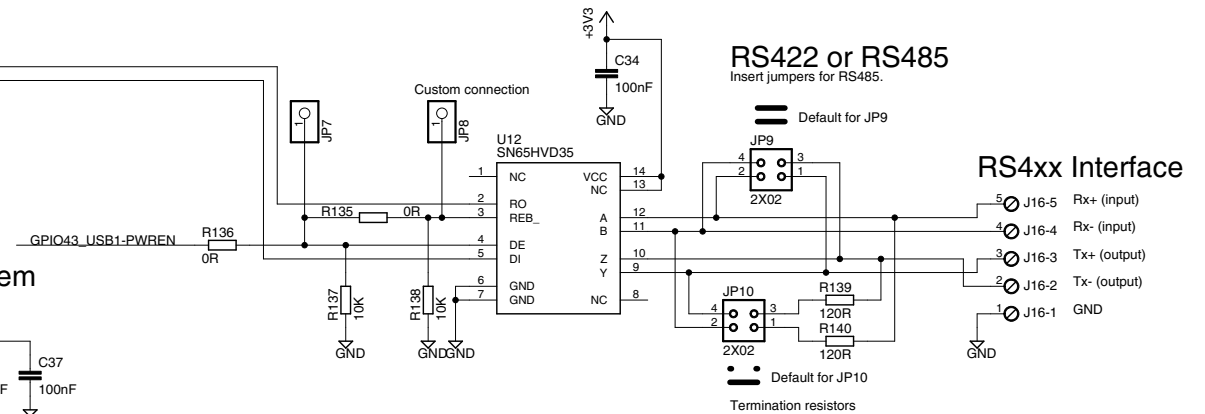 +3V3
C34
100nF
GND
RS422 or RS485
Insert jumpers for RS485.
Default for JP9
Custom connection
1
JP7
1
JP8
U12
SN65HVD35
1 NC
2 RO
3 REB_
4 DE
5 DI
6 GND
7 GND
VCC 14
NC 13
A 12
B 11
Z 10
Y 9
NC 8
JP9
4 3
2 1
2X02
R135 0R
GPIO43_USB1-PWREN
R136
0R
R137
10K
GND
R138
10K
GND
GND
JP10
4 3
2 1
2X02
R139
120R
R140
120R
Default for JP10
Termination resistors
RS4xx Interface
5 J16-5 Rx+ (input)
4 J16-4 Rx- (input)
3 J16-3 Tx+ (output)
2 J16-2 Tx- (output)
1 J16-1 GND
GND
em
C37
F 100nF